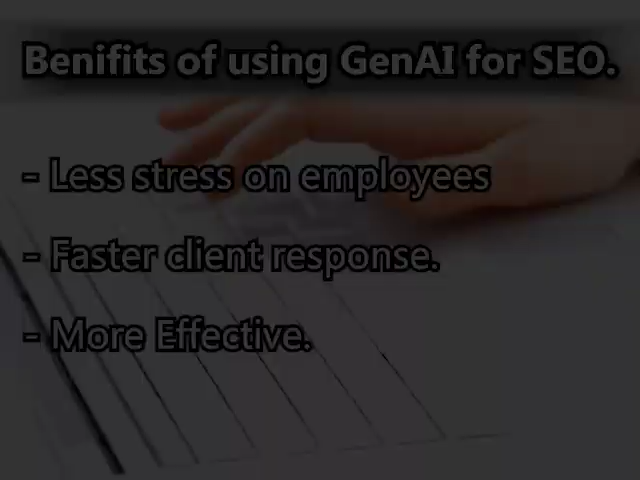 Benifits of using GenAI for SEO.
- Less stress on employees
- Faster client response.
- More Effective.